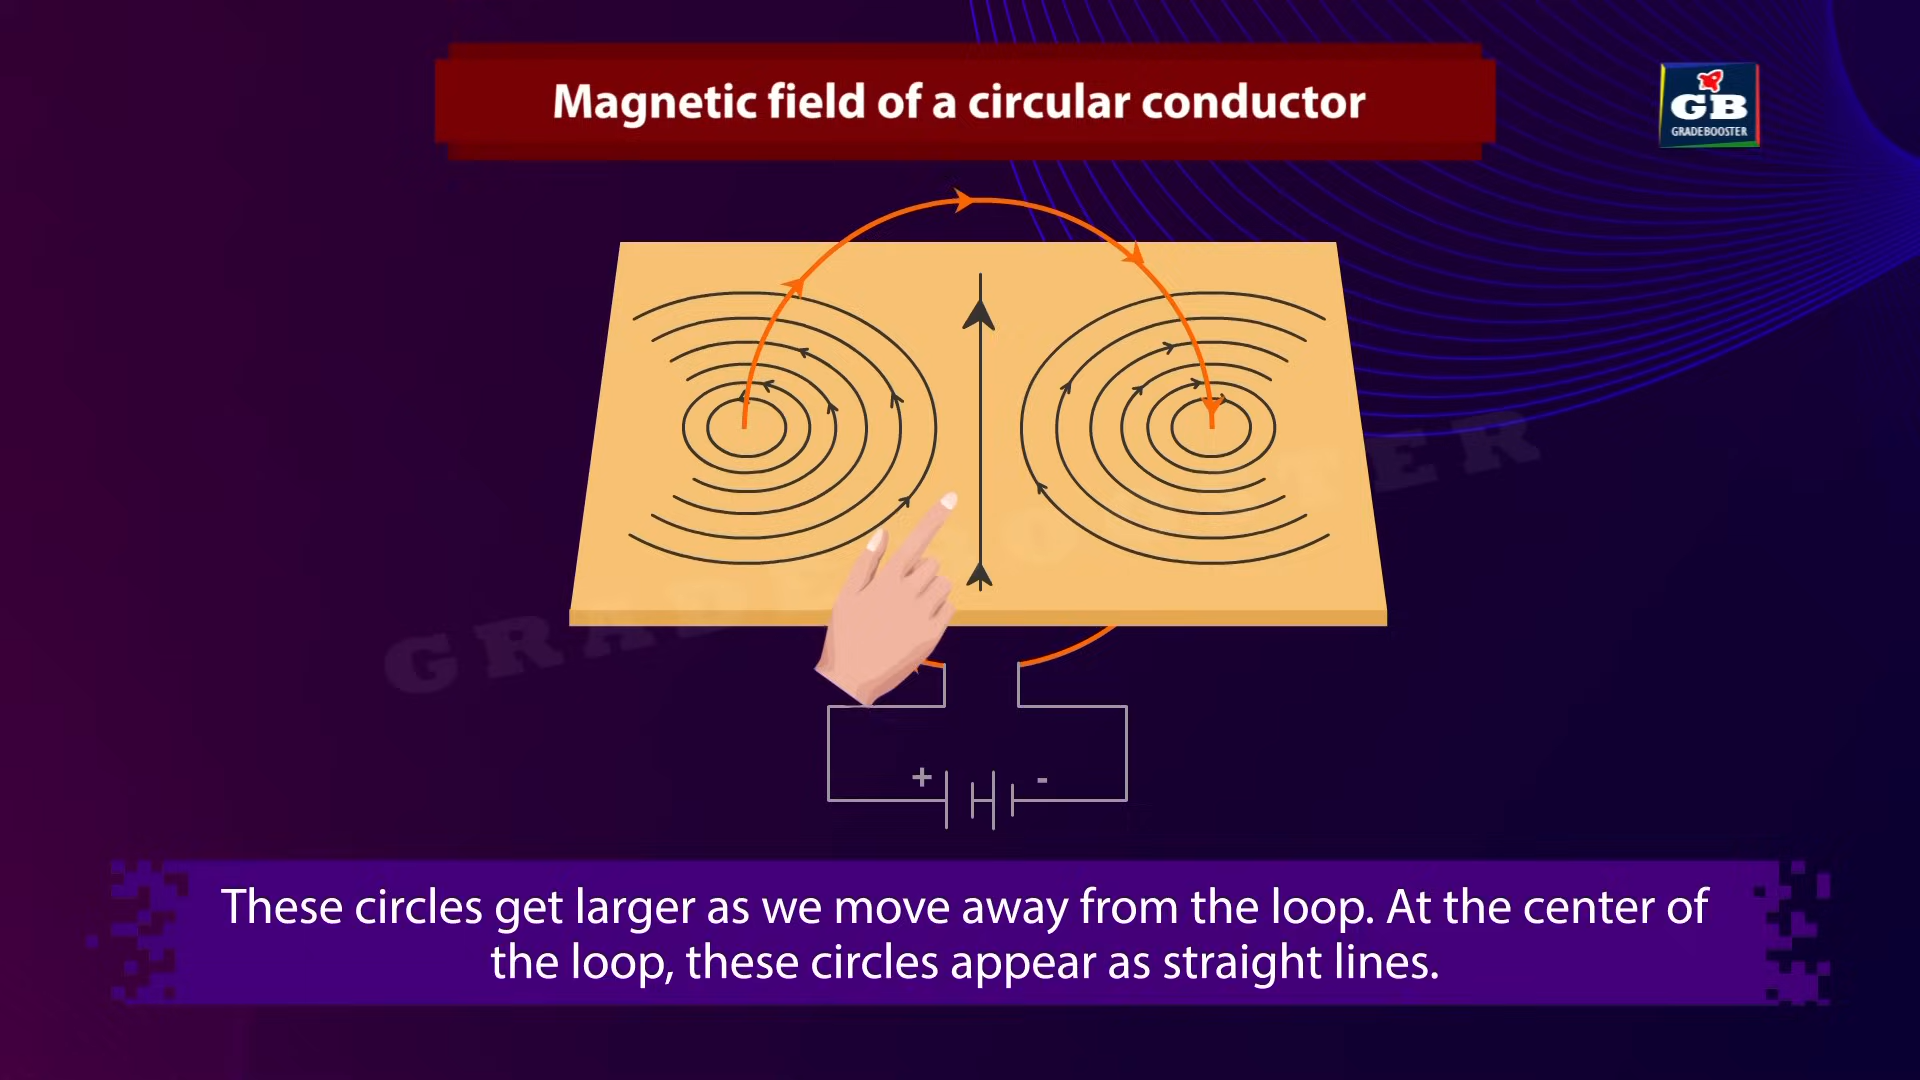 Magnetic field of a circular conductor
GB
GRADEBOOSTER
GRADEBOOSTER
+ -
These circles get larger as we move away from the loop. At the center of
the loop, these circles appear as straight lines.